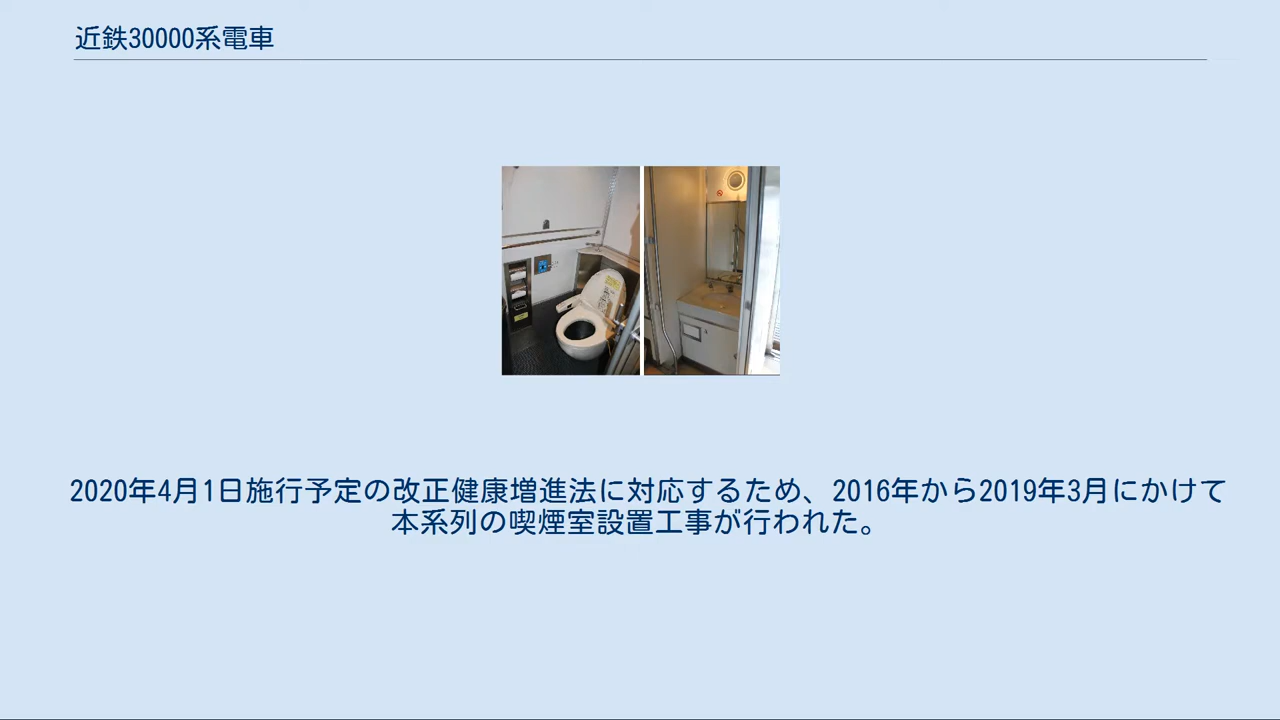 近鉄30000系電車
2020年4月1日施行予定の改正健康増進法に対応するため、2016年から2019年3月にかけて
本系列の喫煙室設置工事が行われた。